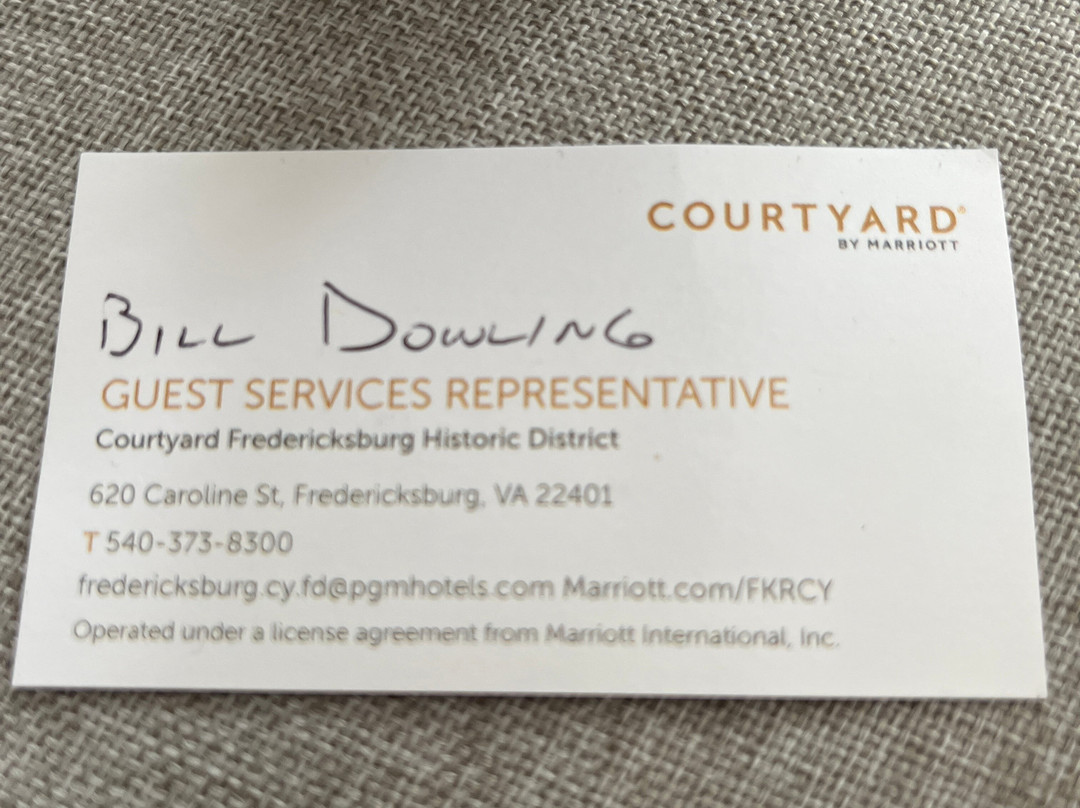 COURTYARD®
BY MARRIOTT
BILL DOWLING
GUEST SERVICES REPRESENTATIVE
Courtyard Fredericksburg Historic District
620 Caroline St, Fredericksburg, VA 22401
T 540-373-8300
fredericksburg.cy.fd@pgmhotels.com Marriott.com/FKRCY
Operated under a license agreement from Marriott International, Inc.